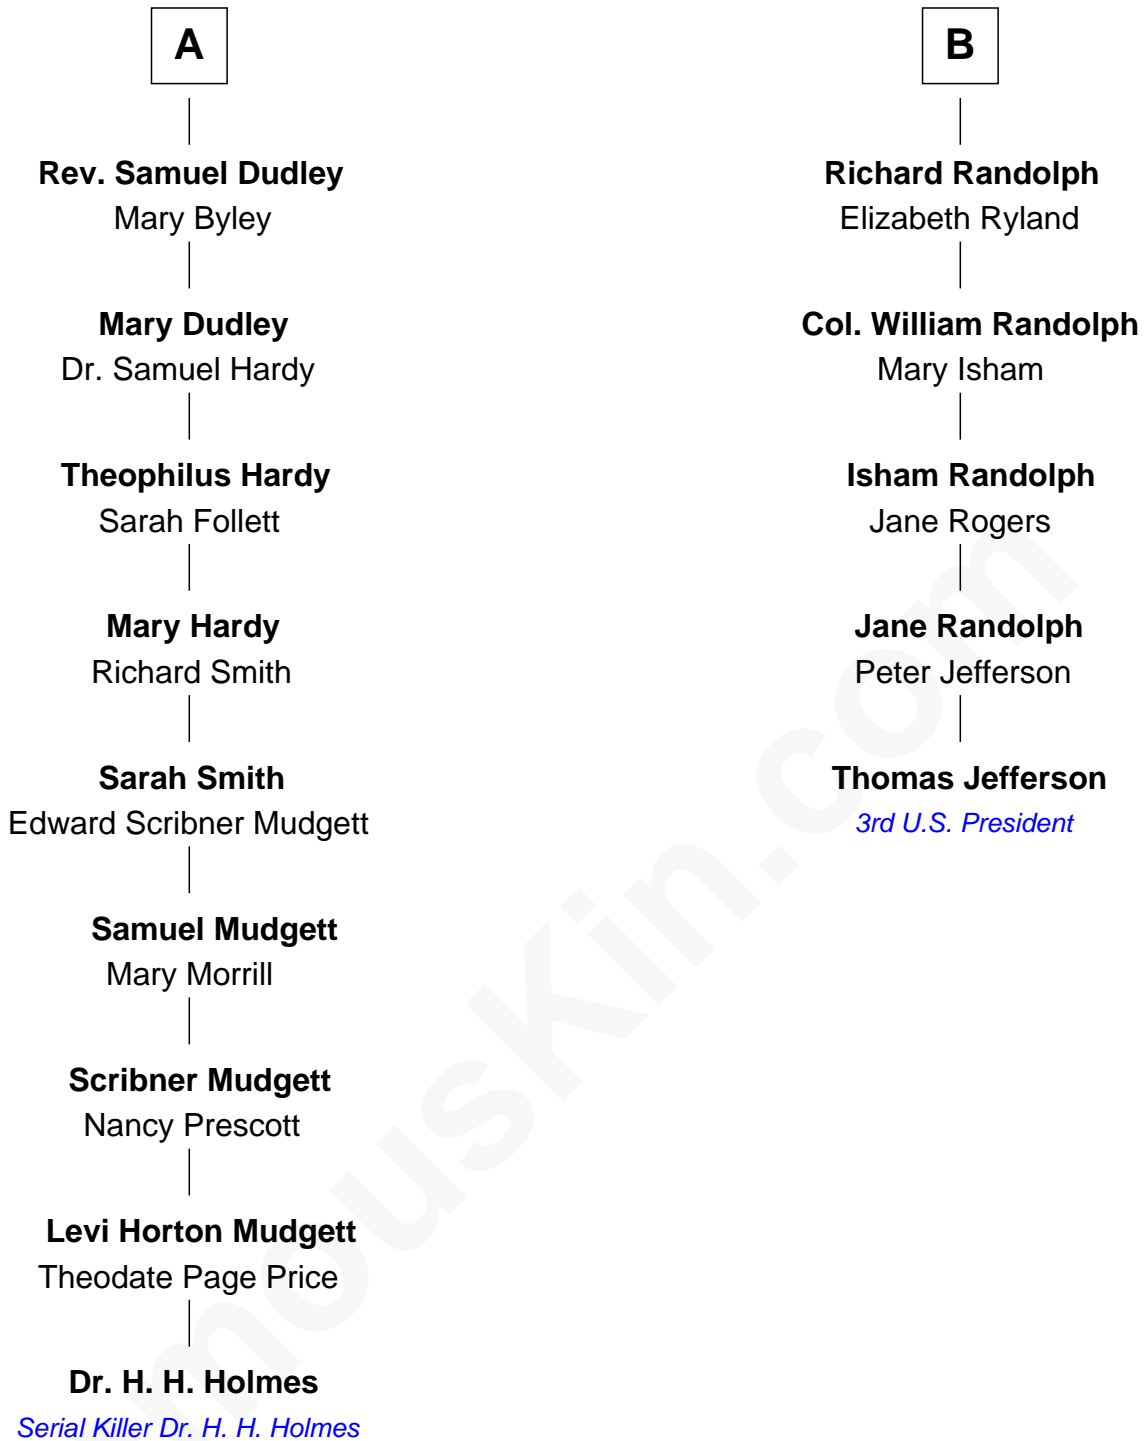 A
Rev. Samuel Dudley
Mary Byley
Mary Dudley
Dr. Samuel Hardy
Theophilus Hardy
Sarah Follett
Mary Hardy
Richard Smith
Sarah Smith
Edward Scribner Mudgett
Samuel Mudgett
Mary Morrill
Scribner Mudgett
Nancy Prescott
Levi Horton Mudgett
Theodate Page Price
Dr. H. H. Holmes
Serial Killer Dr. H. H. Holmes
B
Richard Randolph
Elizabeth Ryland
Col. William Randolph
Mary Isham
Isham Randolph
Jane Rogers
Jane Randolph
Peter Jefferson
Thomas Jefferson
3rd U.S. President
mousKin.com